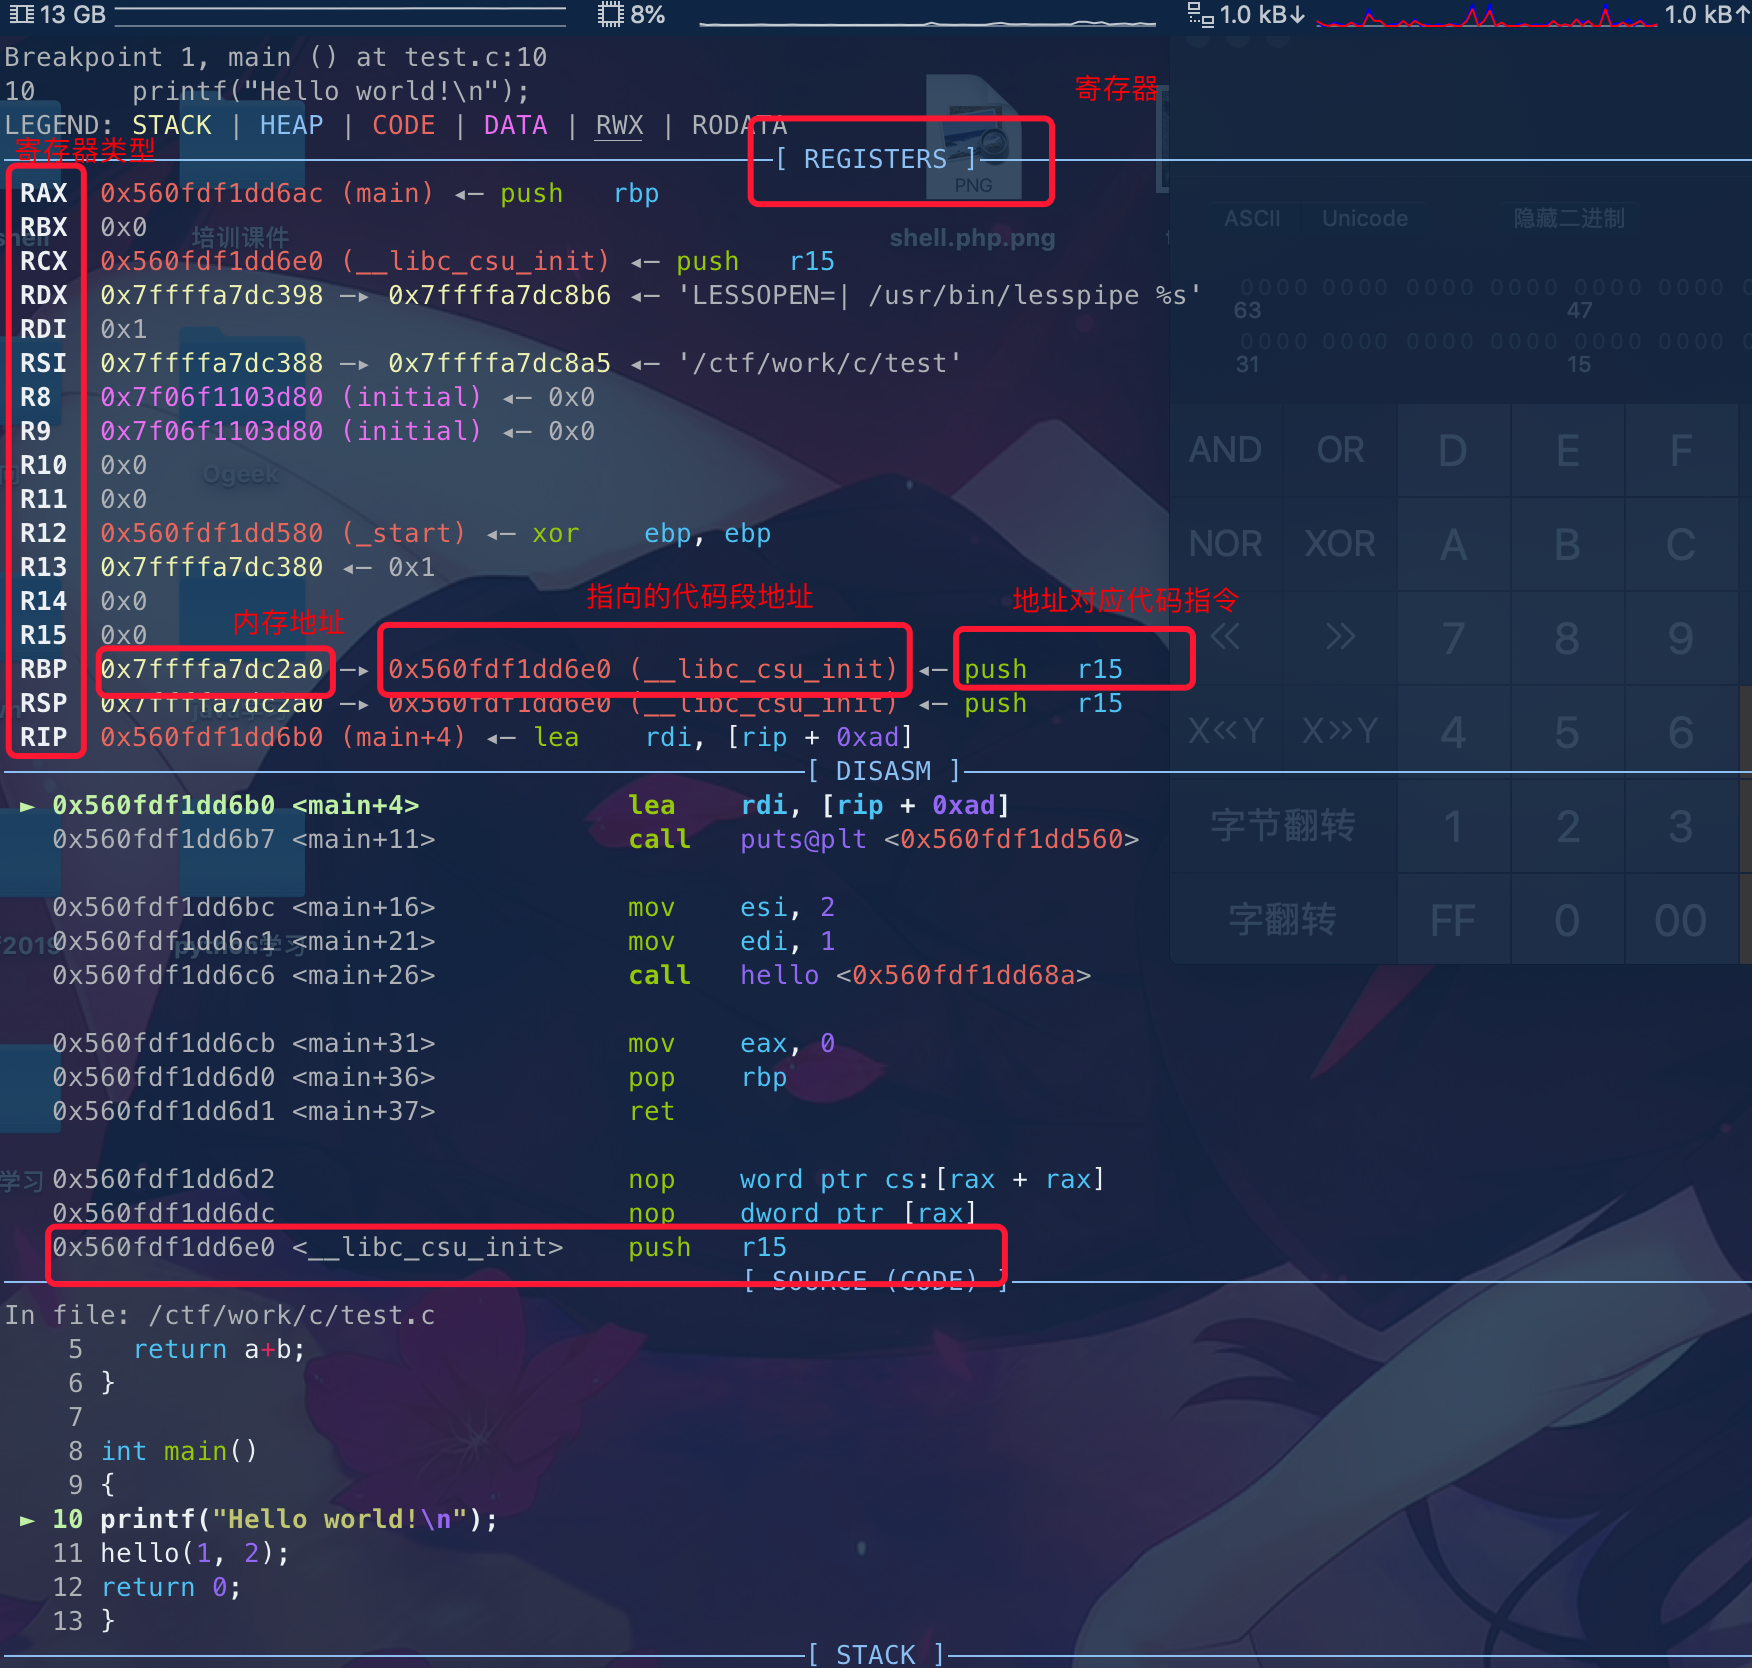 13 GB 8% 1.0 kB↓ 1.0 kB↑
Breakpoint 1, main () at test.c:10
10 printf("Hello world!\n");
寄存器
LEGEND: STACK | HEAP | CODE | DATA | RWX | RODATA
寄存器类型
[ REGISTERS ]
PNG
RAX 0x560fdf1dd6ac (main) ◂— push rbp
ASCII Unicode 隐藏二进制
RBX 0x0
培训课件
shell.php.png
RCX 0x560fdf1dd6e0 (__libc_csu_init) ◂— push r15
RDX 0x7ffffa7dc398 —▸ 0x7ffffa7dc8b6 ◂— 'LESSOPEN=| /usr/bin/lesspipe %s'
0000 0000 0000 0000 0000
63 47
RDI 0x1
0000 0000 0000 0000 0000
31 15
RSI 0x7ffffa7dc388 —▸ 0x7ffffa7dc8a5 ◂— '/ctf/work/c/test'
R8 0x7f06f1103d80 (initial) ◂— 0x0
R9 0x7f06f1103d80 (initial) ◂— 0x0
AND OR D E F
R10 0x0
Ogeek
R11 0x0
R12 0x560fdf1dd580 (_start) ◂— xor ebp, ebp
NOR XOR A B C
R13 0x7ffffa7dc380 ◂— 0x1
指向的代码段地址
地址对应代码指令
R14 0x0
内存地址
R15 0x0
<< >> 7 8 9
RBP 0x7ffffa7dc2a0 —▸ 0x560fdf1dd6e0 (__libc_csu_init) ◂— push r15
RSP 0x7ffffa7dc2a0 —▸ 0x560fdf1dd6e0 (__libc_csu_init) ◂— push r15
X<<Y X>>Y 4 5 6
RIP 0x560fdf1dd6b0 (main+4) ◂— lea rdi, [rip + 0xad]
[ DISASM ]
► 0x560fdf1dd6b0 <main+4> lea rdi, [rip + 0xad]
字节翻转 1 2 3
0x560fdf1dd6b7 <main+11> call puts@plt <0x560fdf1dd560>
0x560fdf1dd6bc <main+16> mov esi, 2
字翻转 FF 0 00
0x560fdf1dd6c1 <main+21> mov edi, 1
2019 python学习
0x560fdf1dd6c6 <main+26> call hello <0x560fdf1dd68a>
0x560fdf1dd6cb <main+31> mov eax, 0
0x560fdf1dd6d0 <main+36> pop rbp
0x560fdf1dd6d1 <main+37> ret
学习
0x560fdf1dd6d2 nop word ptr cs:[rax + rax]
0x560fdf1dd6dc nop dword ptr [rax]
0x560fdf1dd6e0 <__libc_csu_init> push r15
[ SOURCE (CODE) ]
In file: /ctf/work/c/test.c
5 return a+b;
6 }
7
8 int main()
9 {
► 10 printf("Hello world!\n");
11 hello(1, 2);
12 return 0;
13 }
[ STACK ]